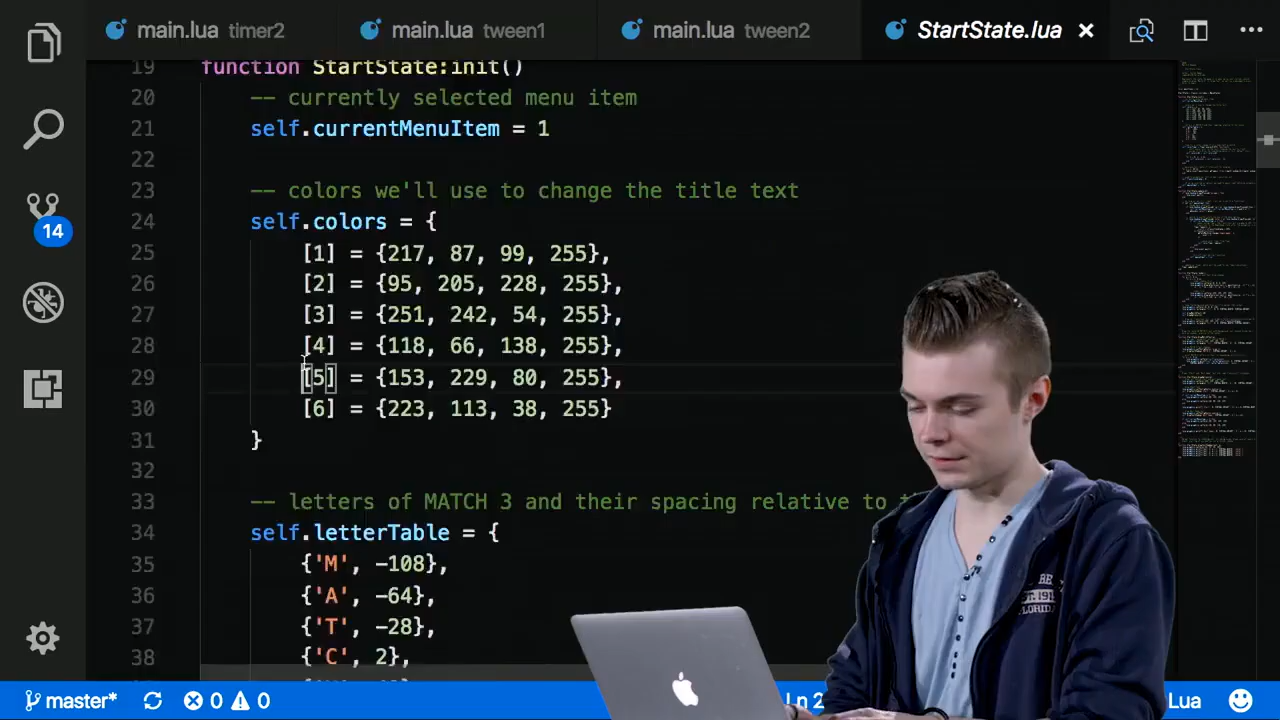 main.lua timer2
main.lua tween1
main.lua tween2
StartState.lua
19 function StartState:init()
20 -- currently selected menu item
21 self.currentMenuItem = 1
22
23 -- colors we'll use to change the title text
24 self.colors = {
25 [1] = {217, 87, 99, 255},
26 [2] = {95, 205, 228, 255},
27 [3] = {251, 242, 54, 255},
28 [4] = {118, 66, 138, 255},
29 [5] = {153, 229, 80, 255},
30 [6] = {223, 113, 38, 255}
31 }
32
33 -- letters of MATCH 3 and their spacing relative to
34 self.letterTable = {
35 {'M', -108},
36 {'A', -64},
37 {'T', -28},
38 {'C', 2},
14
master*
0 0
Ln 2
Lua
FLORIDA